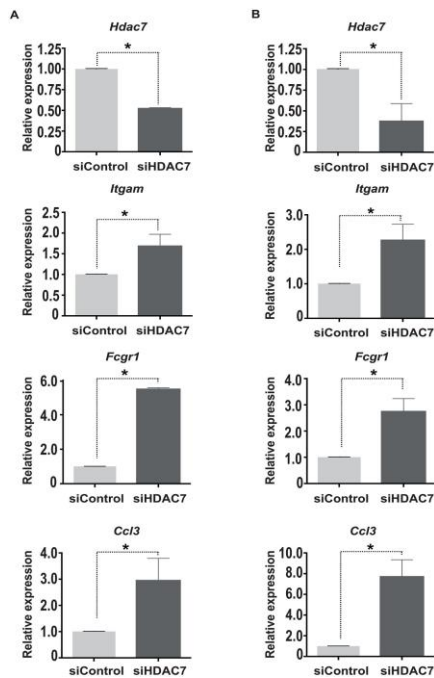 A
Hdac7
Relative expression
1.00
0.75
0.50
0.25
0
*
siControl siHDAC7
Itgam
Relative expression
2.5
2.0
1.5
1.0
0.5
0
*
siControl siHDAC7
Fcgr1
Relative expression
6.0
4.0
2.0
0
*
siControl siHDAC7
Ccl3
Relative expression
4.0
3.0
2.0
1.0
0
*
siControl siHDAC7
B
Hdac7
Relative expression
1.00
0.75
0.50
0.25
0
*
siControl siHDAC7
Itgam
Relative expression
3.0
2.0
1.0
0
*
siControl siHDAC7
Fcgr1
Relative expression
4.0
3.0
2.0
1.0
0
*
siControl siHDAC7
Ccl3
Relative expression
10.0
8.0
6.0
4.0
2.0
0
*
siControl siHDAC7